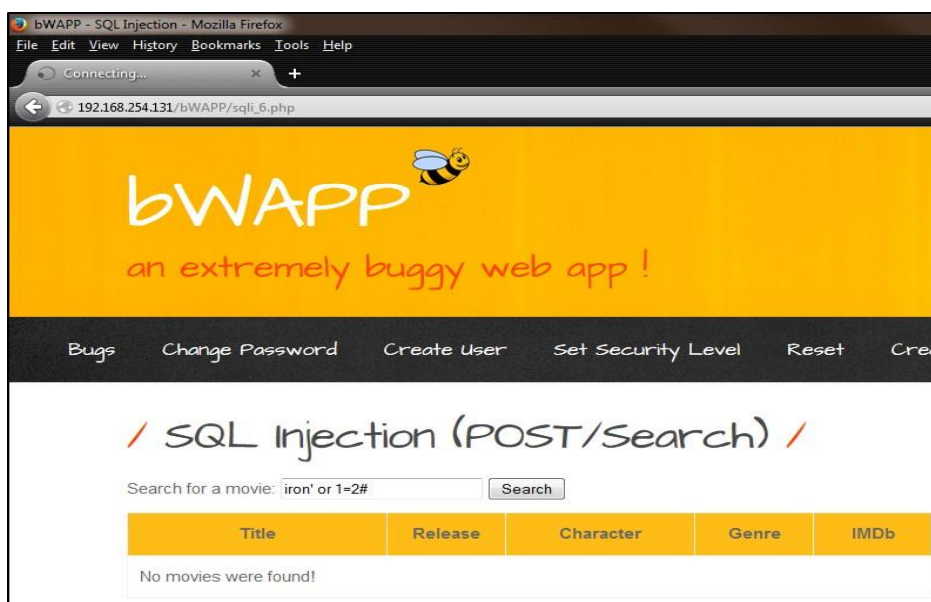 bWAPP - SQL Injection - Mozilla Firefox
File Edit View History Bookmarks Tools Help
Connecting... × +
192.168.254.131/bWAPP/sqli_6.php
bWAPP
an extremely buggy web app !
Bugs Change Password Create User Set Security Level Reset Cre
/ SQL Injection (POST/Search) /
Search for a movie: iron' or 1=2# Search
Title Release Character Genre IMDb
No movies were found!